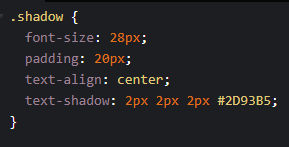 .shadow {
  font-size: 28px;
  padding: 20px;
  text-align: center;
  text-shadow: 2px 2px 2px #2D93B5;
}